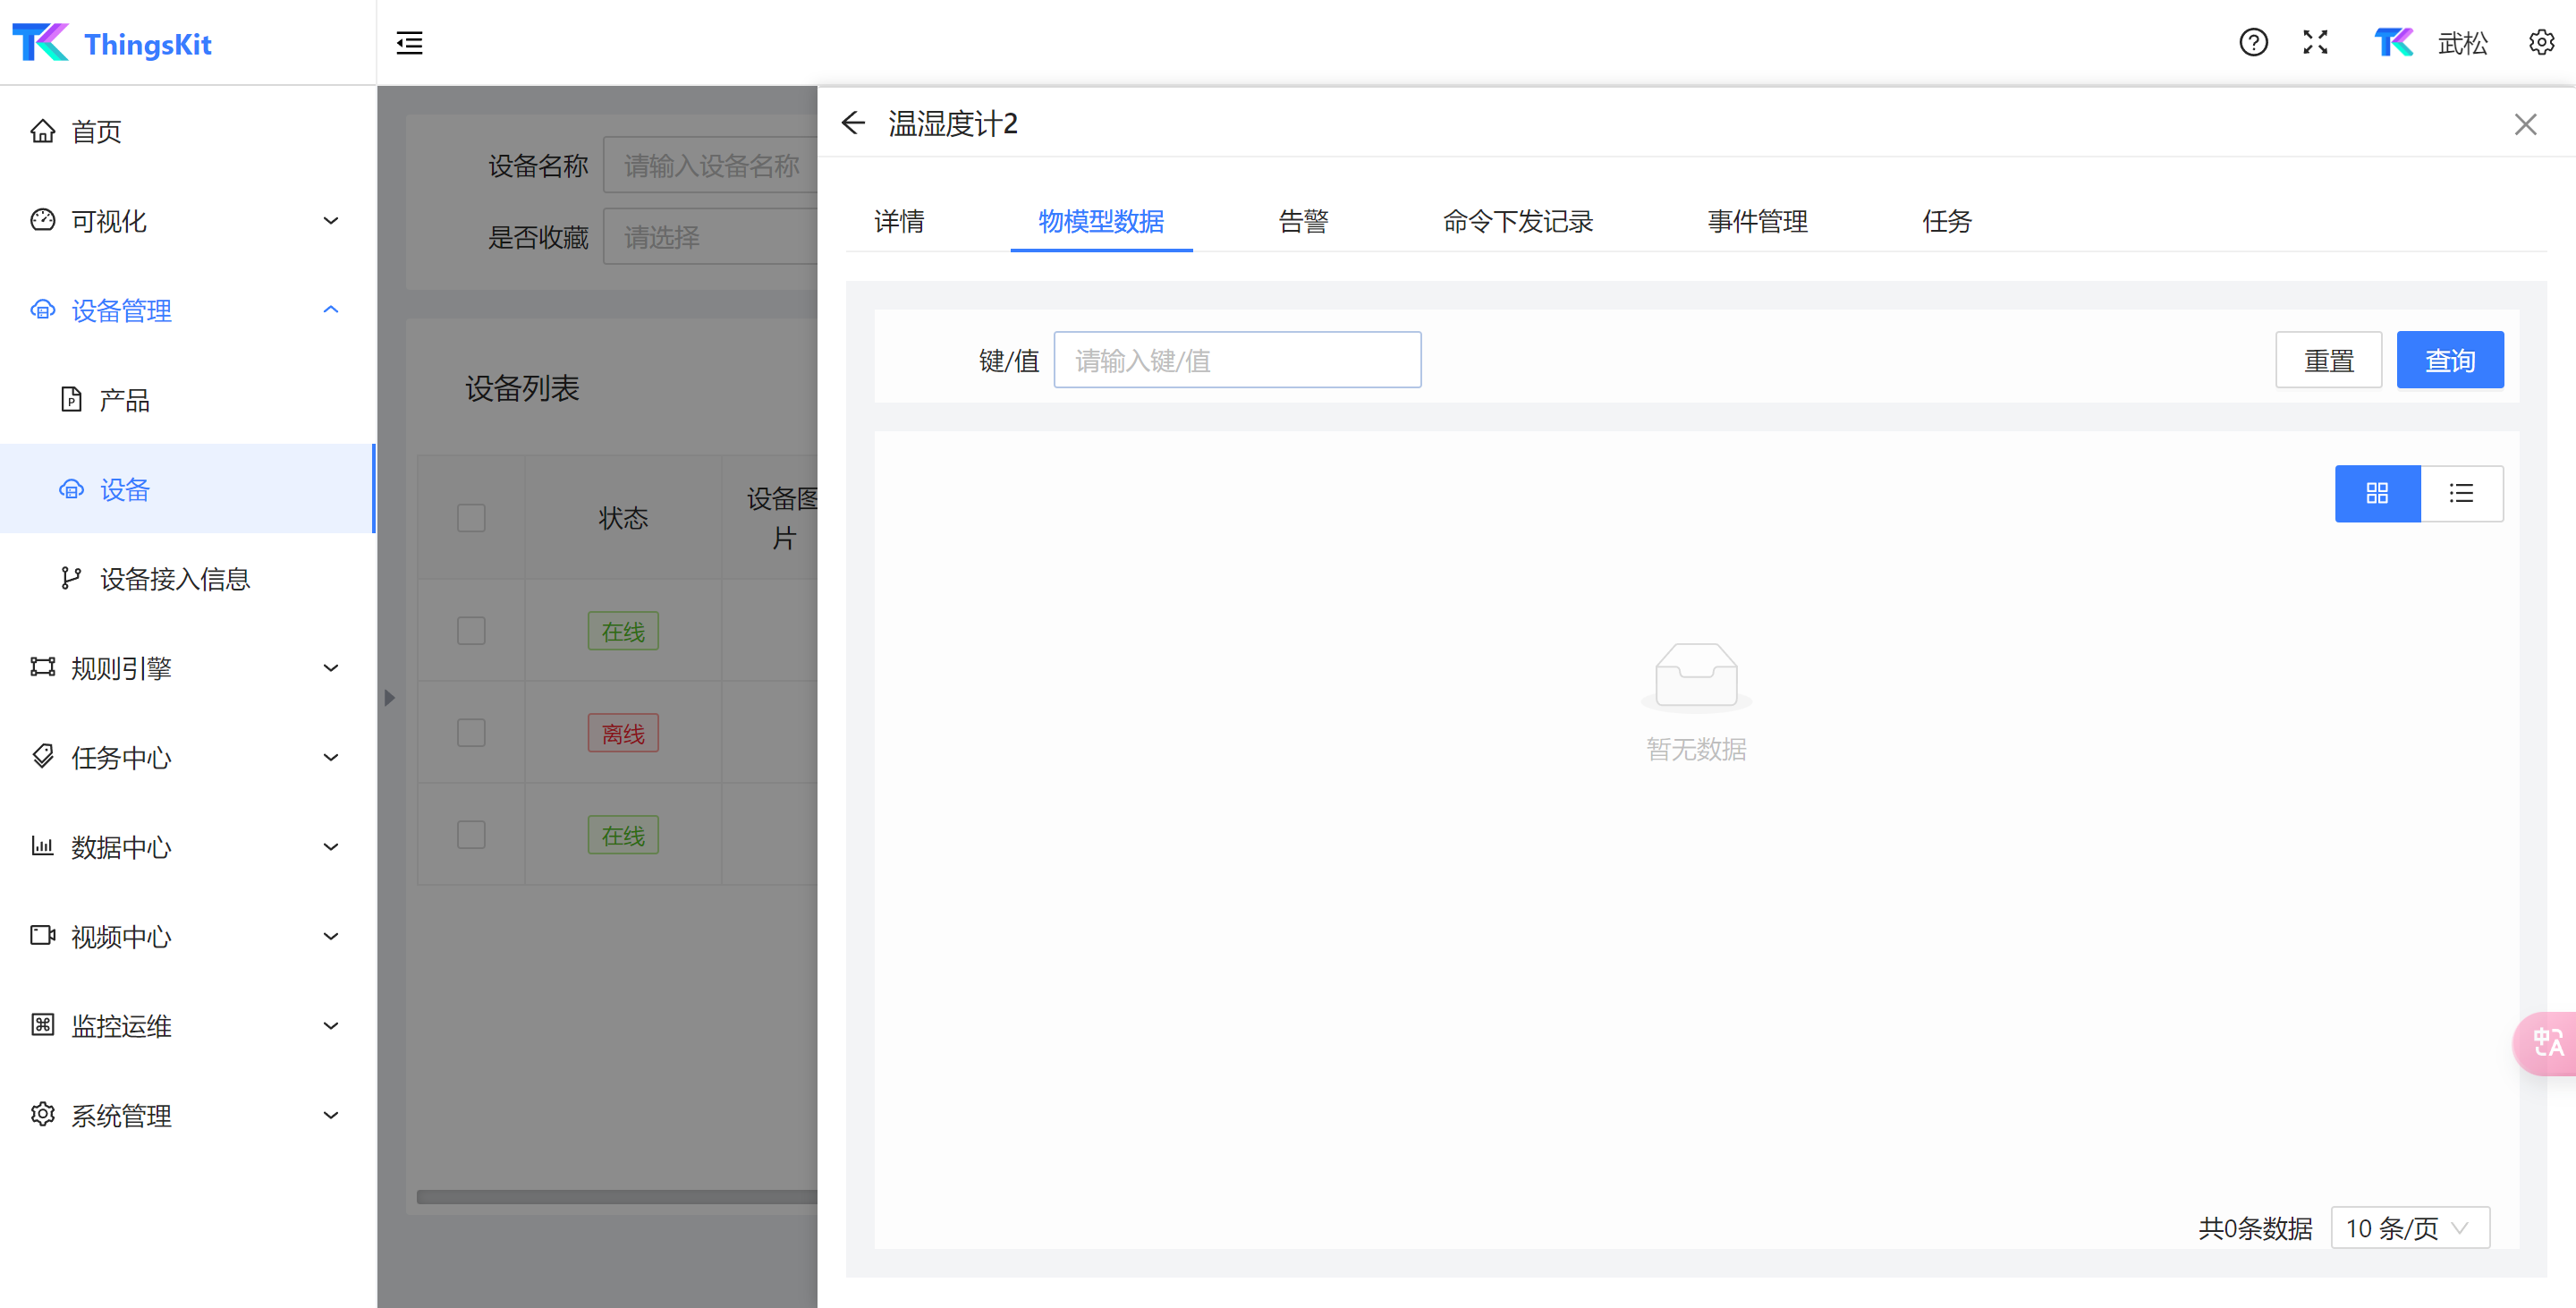 ThingsKit
武松
首页
可视化
设备管理
产品
设备
设备接入信息
规则引擎
任务中心
数据中心
视频中心
监控运维
系统管理
设备名称
请输入设备名称
是否收藏
请选择
设备列表
状态
设备图
片
在线
离线
在线
温湿度计2
详情
物模型数据
告警
命令下发记录
事件管理
任务
键/值
请输入键/值
重置
查询
暂无数据
共0条数据
10 条/页
中A